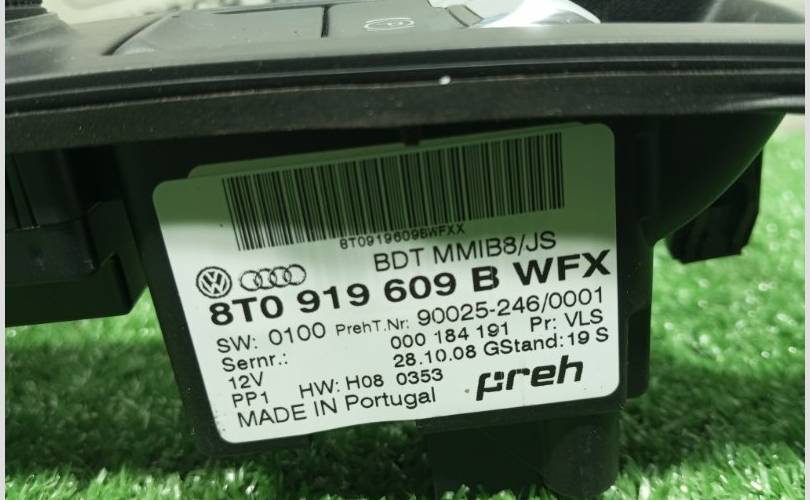 8T0919609BWFXX
BDT MMIB8/JS
8T0 919 609 B WFX
SW: 0100 PrehT.Nr: 90025-246/0001
Sernr.: 000 184 191 Pr: VLS
12V 28.10.08 GStand: 19 S
PP1 HW: H08 0353
MADE IN Portugal preh